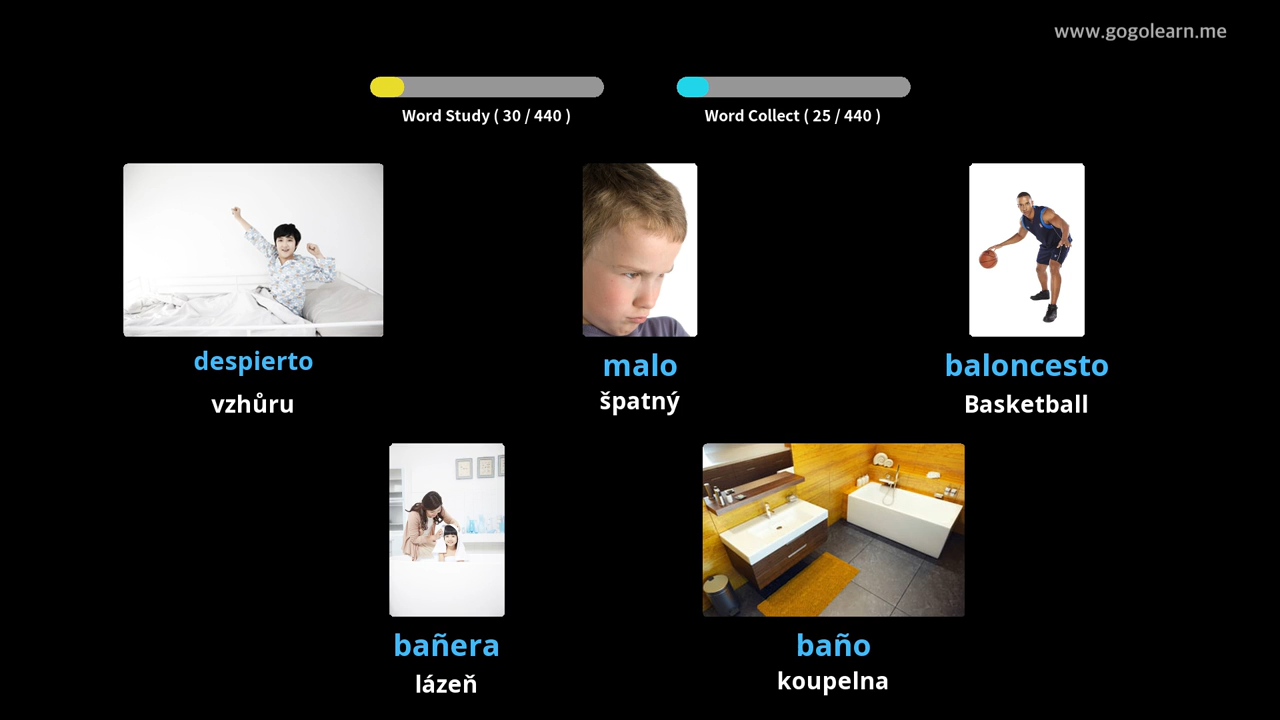 www.gogolearn.me
Word Study ( 30 / 440 )
Word Collect ( 25 / 440 )
despierto
vzhůru
malo
špatný
baloncesto
Basketball
bañera
lázeň
baño
koupelna